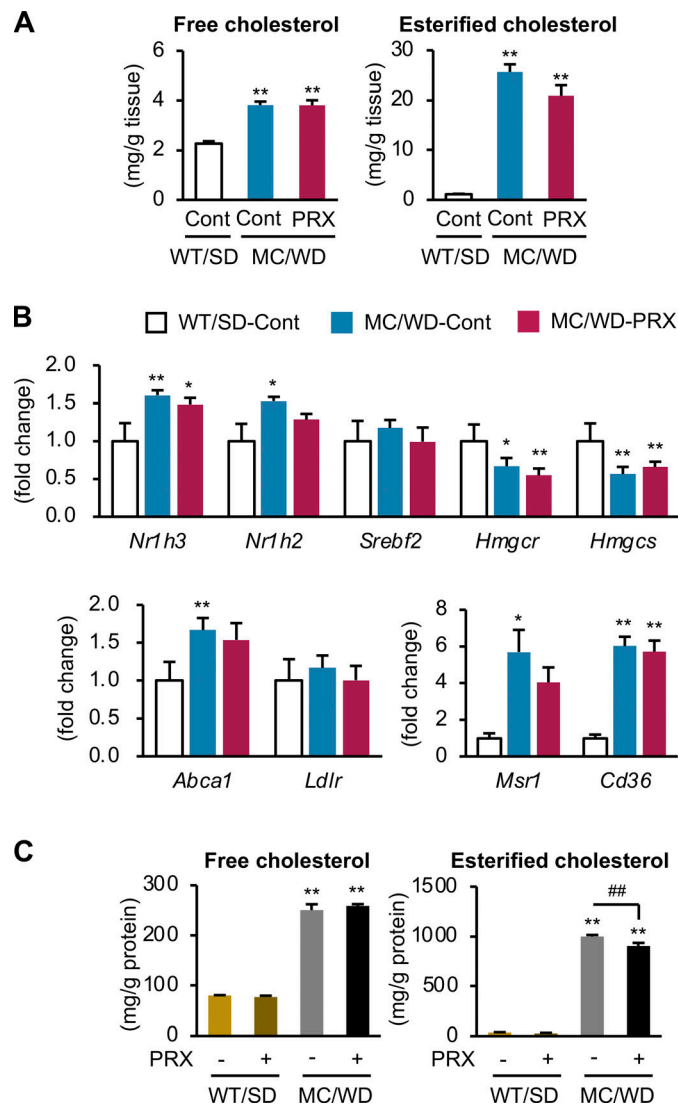 A
Free cholesterol
Esterified cholesterol
(mg/g tissue)
6
4
2
0
**
**
Cont
Cont
PRX
WT/SD
MC/WD
(mg/g tissue)
30
20
10
0
**
**
Cont
Cont
PRX
WT/SD
MC/WD
B
WT/SD-Cont
MC/WD-Cont
MC/WD-PRX
(fold change)
2.0
1.5
1.0
0.5
0.0
**
*
*
*
**
**
**
Nr1h3
Nr1h2
Srebf2
Hmgcr
Hmgcs
(fold change)
2.0
1.5
1.0
0.5
0.0
**
Abca1
Ldlr
(fold change)
8
6
4
2
0
*
**
**
Msr1
Cd36
C
Free cholesterol
Esterified cholesterol
(mg/g protein)
300
200
100
0
**
**
PRX
-
+
-
+
WT/SD
MC/WD
(mg/g protein)
1500
1000
500
0
##
**
**
-
+
-
+
WT/SD
MC/WD